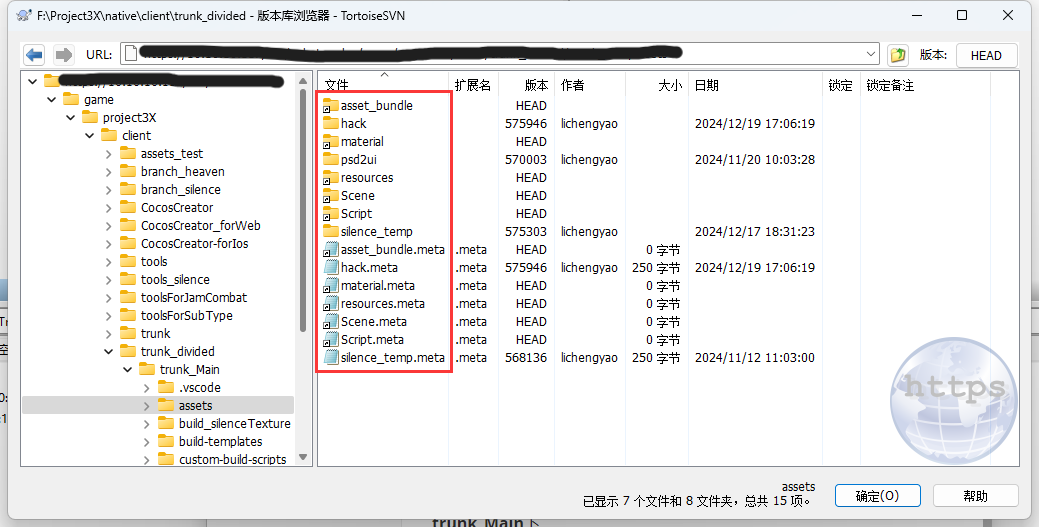 F:\Project3X\native\client\trunk_divided - 版本库浏览器 - TortoiseSVN
URL:
版本:
HEAD
game
project3X
client
assets_test
branch_heaven
branch_silence
CocosCreator
CocosCreator_forWeb
CocosCreator-forIos
tools
tools_silence
toolsForJamCombat
toolsForSubType
trunk
trunk_divided
trunk_Main
.vscode
assets
build_silenceTexture
build-templates
custom-build-scripts
文件 扩展名 版本 作者 大小 日期 锁定 锁定备注
asset_bundle HEAD
hack 575946 lichengyao 2024/12/19 17:06:19
material HEAD
psd2ui 570003 lichengyao 2024/11/20 10:03:28
resources HEAD
Scene HEAD
Script HEAD
silence_temp 575303 lichengyao 2024/12/17 18:31:23
asset_bundle.meta .meta HEAD 0 字节
hack.meta .meta 575946 lichengyao 250 字节 2024/12/19 17:06:19
material.meta .meta HEAD 0 字节
resources.meta .meta HEAD 0 字节
Scene.meta .meta HEAD 0 字节
Script.meta .meta HEAD 0 字节
silence_temp.meta .meta 568136 lichengyao 250 字节 2024/11/12 11:03:00
https
assets
已显示 7 个文件和 8 文件夹，总共 15 项。
确定(O)
帮助
trunk_Main